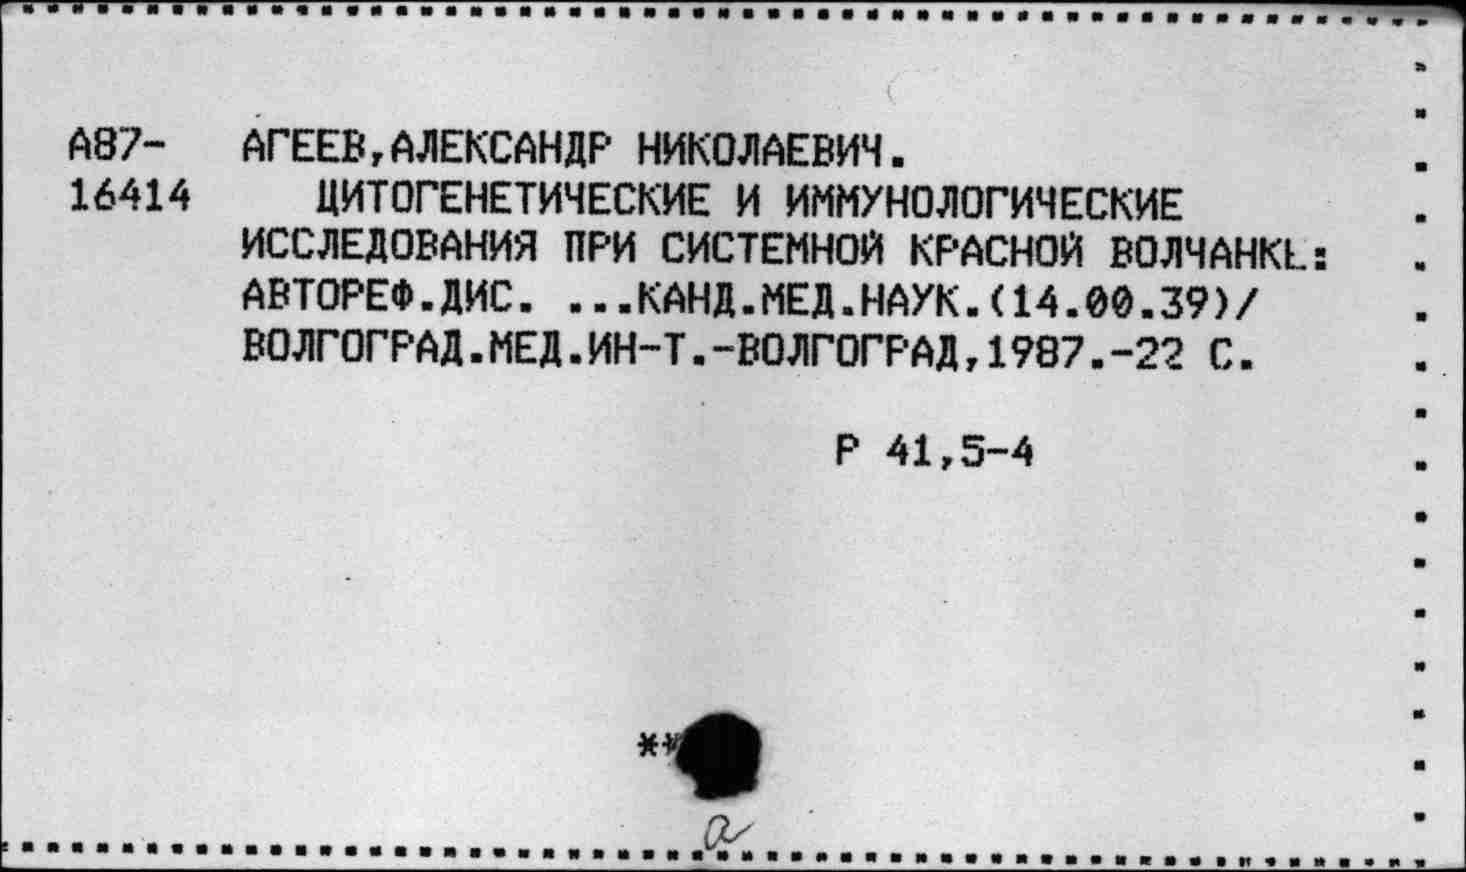 А87- АГЕЕВ,АЛЕКСАНДР НИКОЛАЕВИЧ.
16414 ЦИТОГЕНЕТИЧЕСКИЕ И ИММУНОЛОГИЧЕСКИЕ
ИССЛЕДОВАНИЯ ПРИ СИСТЕМНОЙ КРАСНОЙ ВОЛЧАНКЕ:
АВТОРЕФ.ДИС. ...КАНД.МЕД.НАУК.(14.00.39)/
ВОЛГОГРАД.МЕД.ИН-Т.-ВОЛГОГРАД,1987.-22 С.
Р 41,5-4
**
а